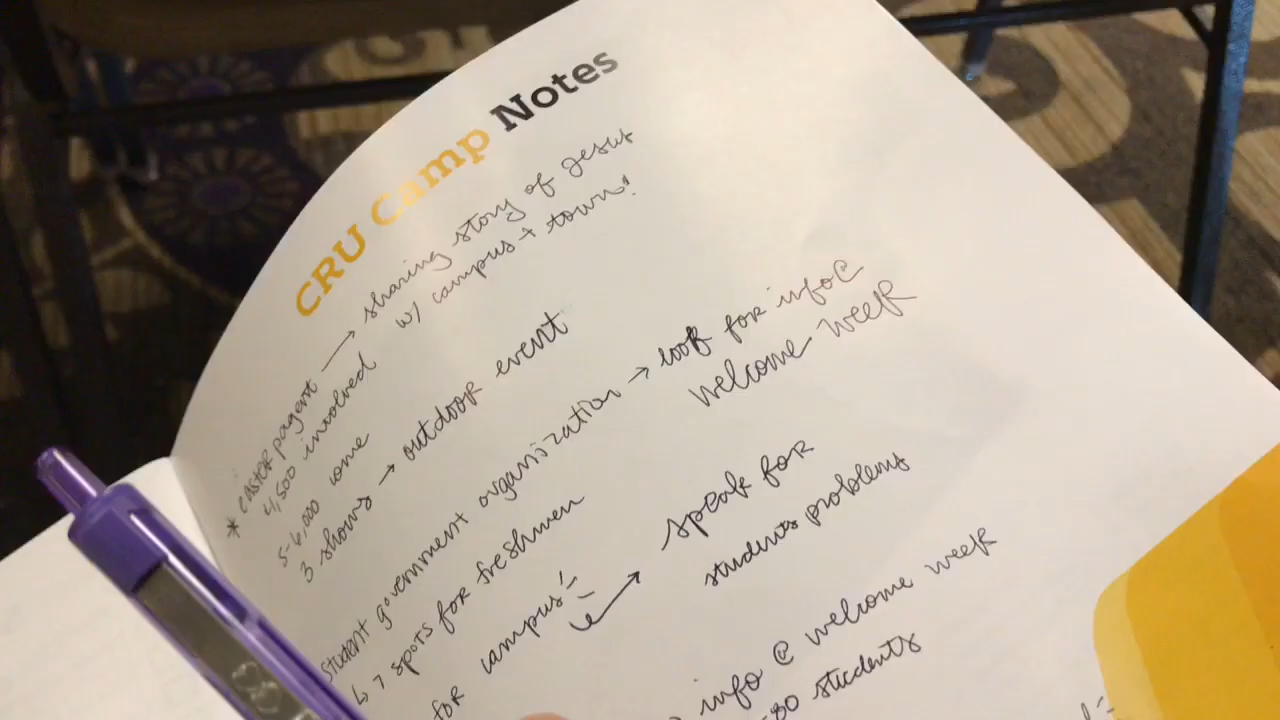 CRU Camp Notes
* easter pagent → sharing story of Jesus
w/ campus + town!
4,500 involved
5-6,000 come
3 shows → outdoor event
student government organization → look for info @
welcome week
↳ 7 spots for freshmen
for campus!
speak for
students problems
info @ welcome week
80 students